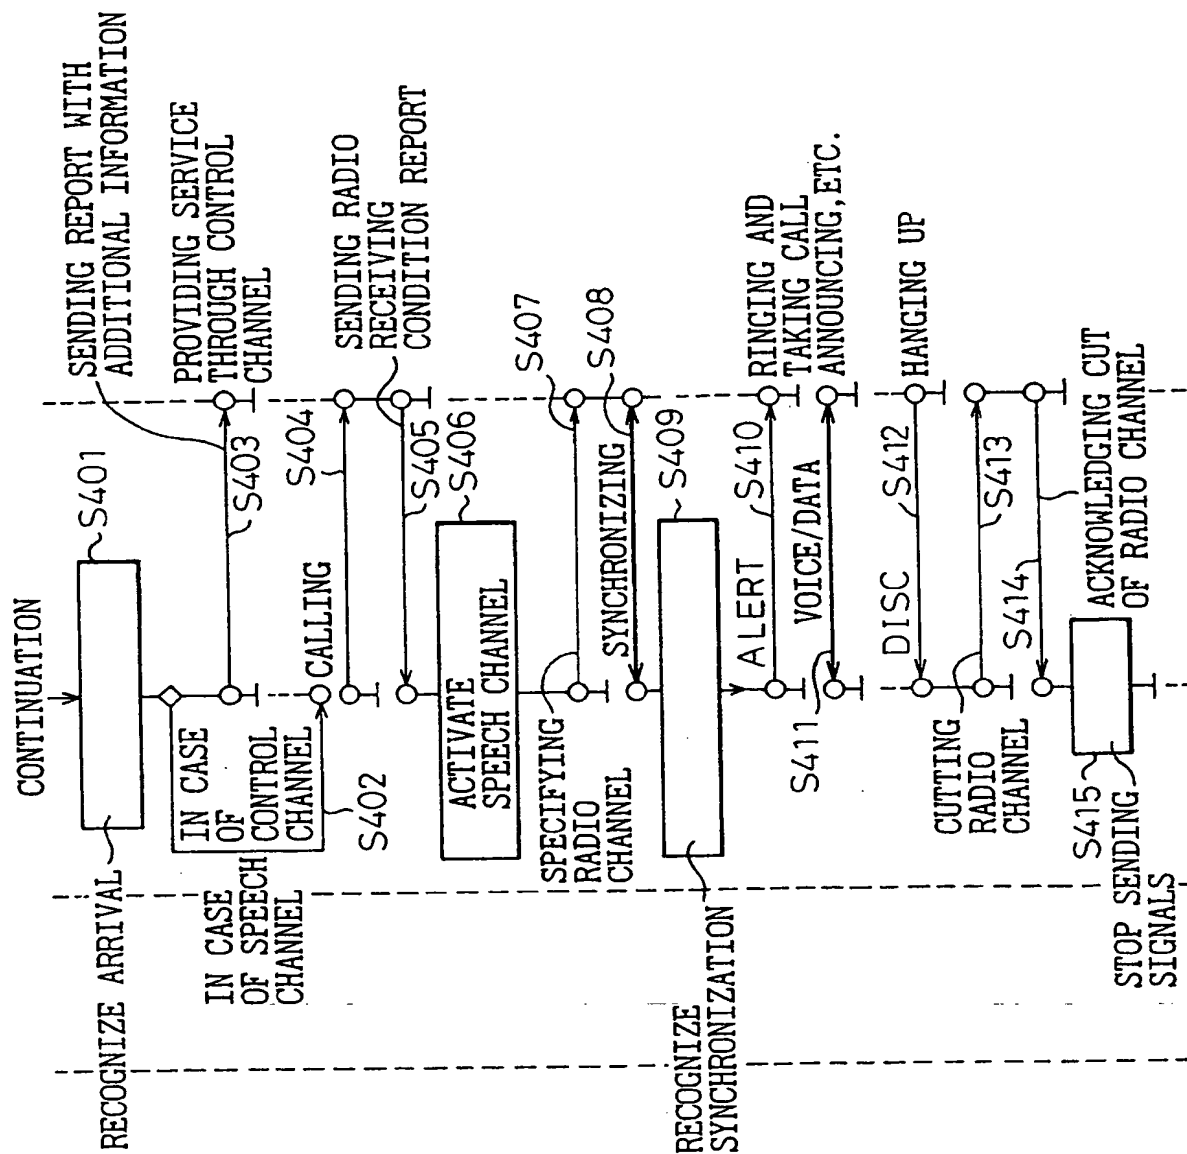 CONTINUATION
S401
RECOGNIZE ARRIVAL
SENDING REPORT WITH
ADDITIONAL INFORMATION
IN CASE
OF
CONTROL
CHANNEL
IN CASE
OF SPEECH
CHANNEL
S403
PROVIDING SERVICE
THROUGH CONTROL
CHANNEL
S402
CALLING
S404
SENDING RADIO
RECEIVING
CONDITION REPORT
S405
S406
ACTIVATE
SPEECH CHANNEL
SPECIFYING
RADIO
CHANNEL
S407
SYNCHRONIZING
S408
S409
RECOGNIZE
SYNCHRONIZATION
ALERT
S410
RINGING AND
TAKING CALL
S411
VOICE/DATA
ANNOUNCING,ETC.
DISC
S412
HANGING UP
CUTTING
RADIO
CHANNEL
S413
S414
ACKNOWLEDGING CUT
OF RADIO CHANNEL
S415
STOP SENDING
SIGNALS